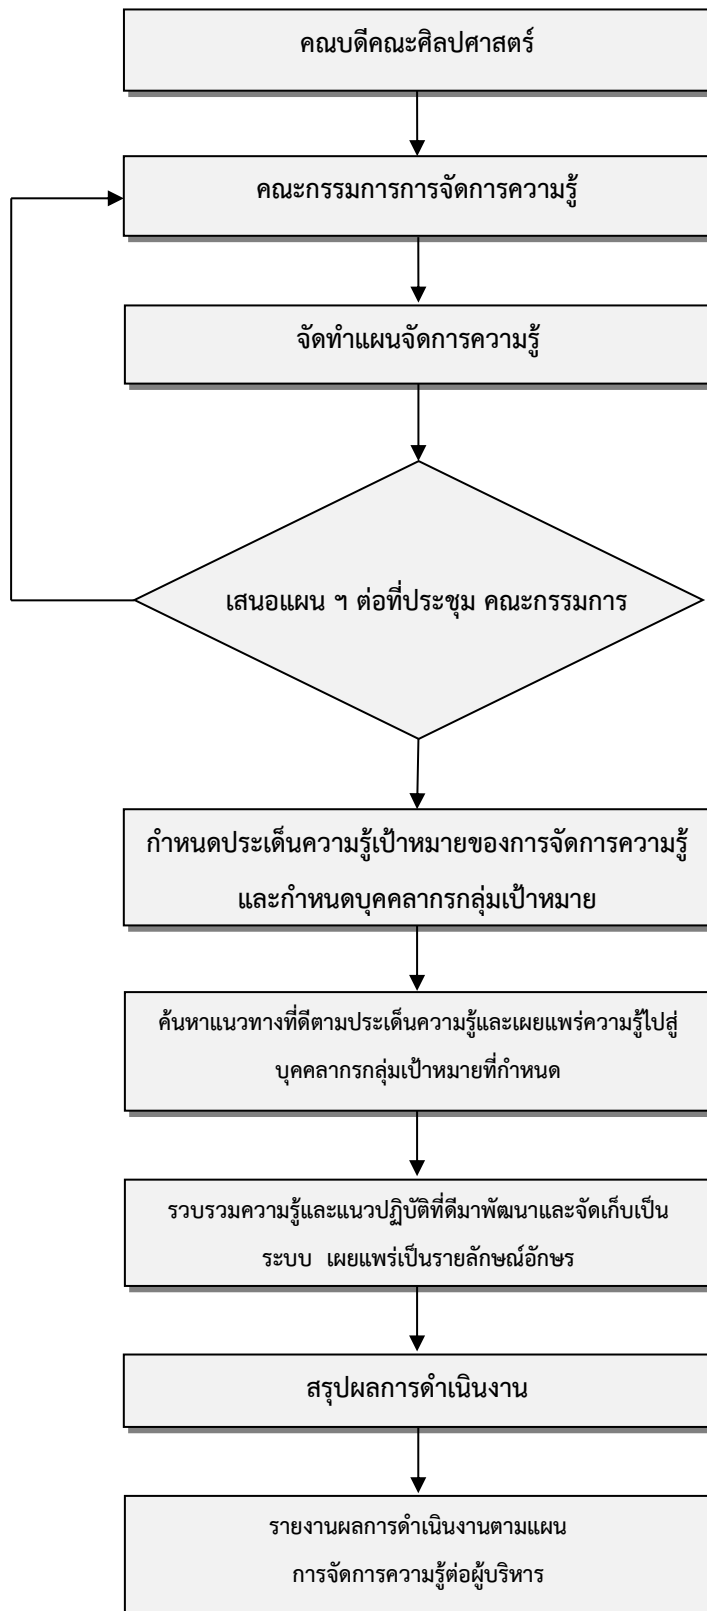 คณบดีคณะศิลปศาสตร์
คณะกรรมการการจัดการความรู้
จัดทำแผนจัดการความรู้
เสนอแผน ฯ ต่อที่ประชุม คณะกรรมการ
กำหนดประเด็นความรู้เป้าหมายของการจัดการความรู้
และกำหนดบุคคลากรกลุ่มเป้าหมาย
ค้นหาแนวทางที่ดีตามประเด็นความรู้และเผยแพร่ความรู้ไปสู่
บุคคลากรกลุ่มเป้าหมายที่กำหนด
รวบรวมความรู้และแนวปฏิบัติที่ดีมาพัฒนาและจัดเก็บเป็น
ระบบ เผยแพร่เป็นรายลักษณ์อักษร
สรุปผลการดำเนินงาน
รายงานผลการดำเนินงานตามแผน
การจัดการความรู้ต่อผู้บริหาร